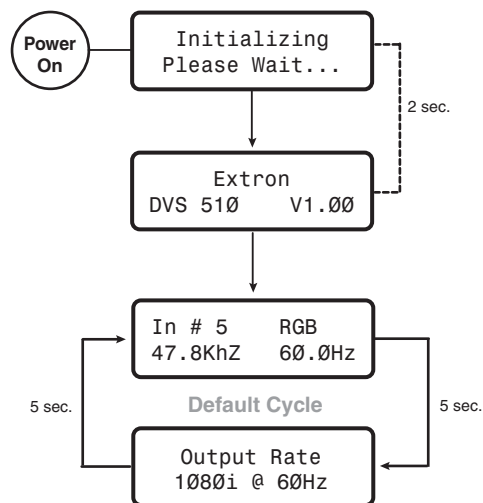 Power
On
Initializing
Please Wait...
2 sec.
Extron
DVS 51Ø V1.ØØ
In # 5 RGB
47.8KhZ 6Ø.ØHz
5 sec.
Default Cycle
5 sec.
Output Rate
1Ø8Øi @ 6ØHz